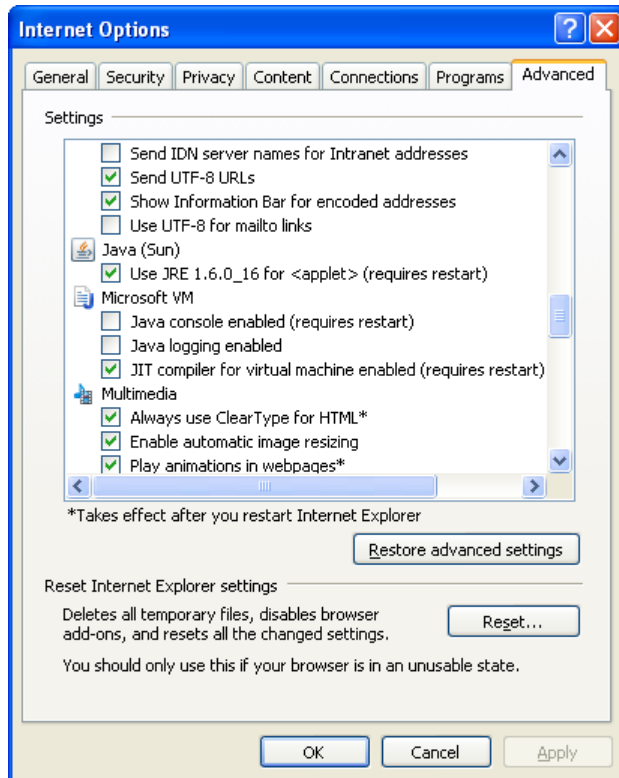 Internet Options
General Security Privacy Content Connections Programs Advanced
Settings
Send IDN server names for Intranet addresses
Send UTF-8 URLs
Show Information Bar for encoded addresses
Use UTF-8 for mailto links
Java (Sun)
Use JRE 1.6.0_16 for <applet> (requires restart)
Microsoft VM
Java console enabled (requires restart)
Java logging enabled
JIT compiler for virtual machine enabled (requires restart)
Multimedia
Always use ClearType for HTML*
Enable automatic image resizing
Play animations in webpages*
*Takes effect after you restart Internet Explorer
Restore advanced settings
Reset Internet Explorer settings
Deletes all temporary files, disables browser
add-ons, and resets all the changed settings.
Reset...
You should only use this if your browser is in an unusable state.
OK Cancel Apply